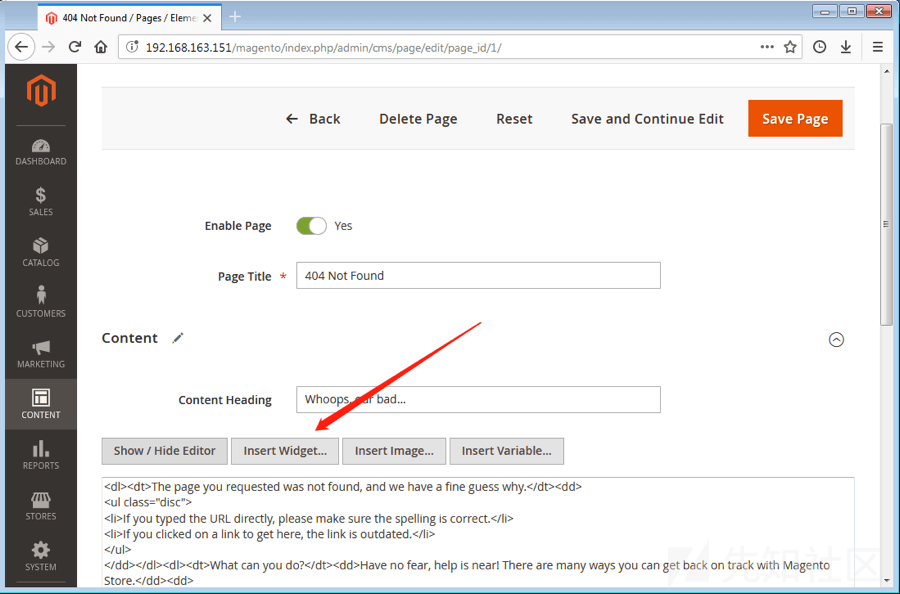 404 Not Found / Pages / Eleme
192.168.163.151/magento/index.php/admin/cms/page/edit/page_id/1/
Back
Delete Page
Reset
Save and Continue Edit
Save Page
DASHBOARD
SALES
CATALOG
CUSTOMERS
MARKETING
CONTENT
REPORTS
STORES
SYSTEM
Enable Page
Yes
Page Title *
404 Not Found
Content
Content Heading
Whoops, our bad...
Show / Hide Editor
Insert Widget...
Insert Image...
Insert Variable...
<dl><dt>The page you requested was not found, and we have a fine guess why.</dt><dd>
<ul class="disc">
<li>If you typed the URL directly, please make sure the spelling is correct.</li>
<li>If you clicked on a link to get here, the link is outdated.</li>
</ul>
</dd></dl><dl><dt>What can you do?</dt><dd>Have no fear, help is near! There are many ways you can get back on track with Magento
Store.</dd><dd>
先知社区